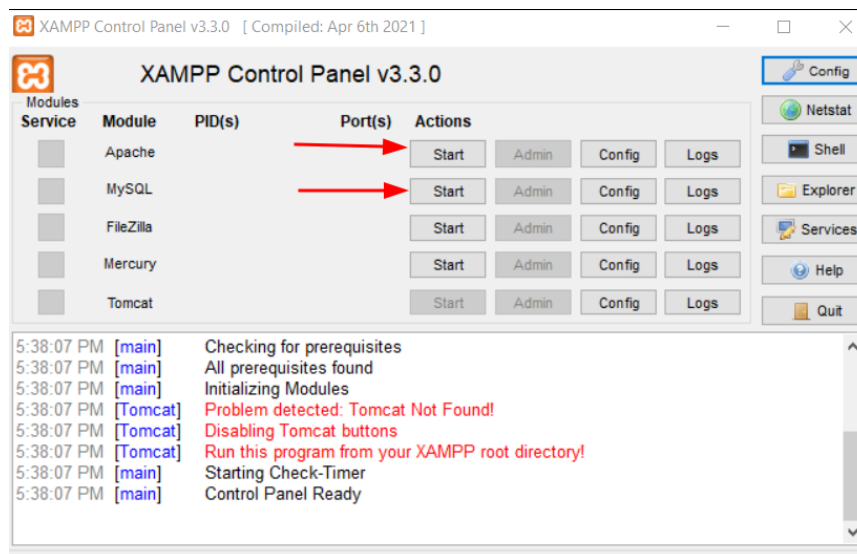 XAMPP Control Panel v3.3.0 [ Compiled: Apr 6th 2021 ]
XAMPP Control Panel v3.3.0
Config
Modules
Service Module PID(s) Port(s) Actions
Netstat
Apache Start Admin Config Logs
Shell
MySQL Start Admin Config Logs
Explorer
FileZilla Start Admin Config Logs
Services
Mercury Start Admin Config Logs
Help
Tomcat Start Admin Config Logs
Quit
5:38:07 PM [main] Checking for prerequisites
5:38:07 PM [main] All prerequisites found
5:38:07 PM [main] Initializing Modules
5:38:07 PM [Tomcat] Problem detected: Tomcat Not Found!
5:38:07 PM [Tomcat] Disabling Tomcat buttons
5:38:07 PM [Tomcat] Run this program from your XAMPP root directory!
5:38:07 PM [main] Starting Check-Timer
5:38:07 PM [main] Control Panel Ready